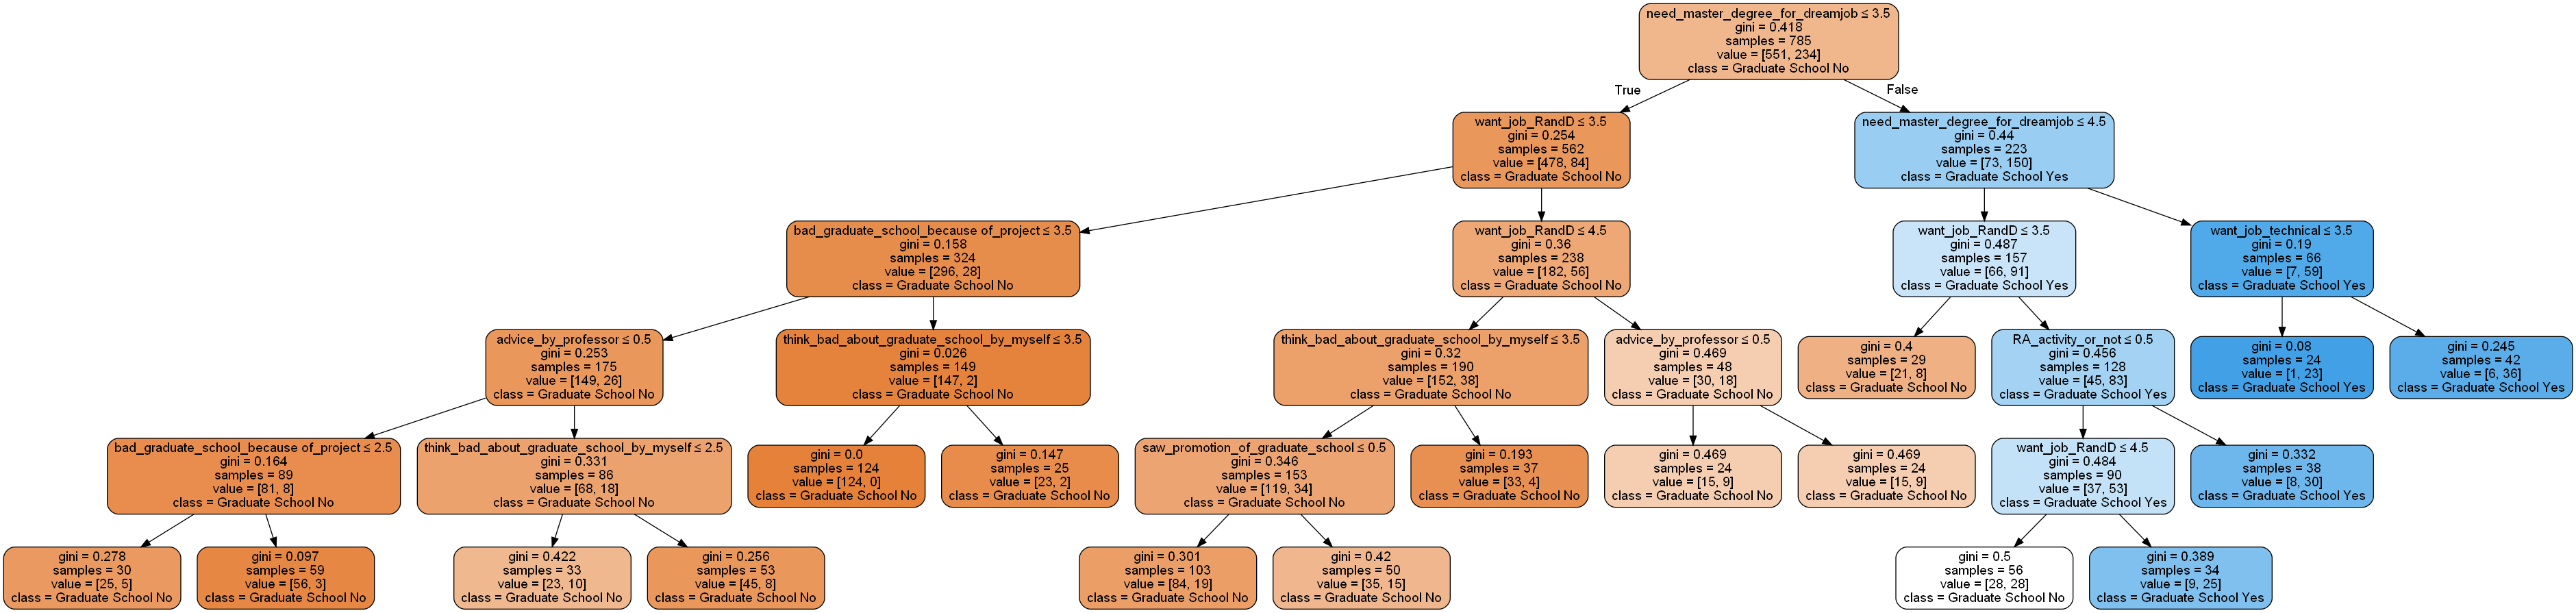 need_master_degree_for_dreamjob ≤ 3.5
gini = 0.418
samples = 785
value = [551, 234]
class = Graduate School No
True
False
want_job_RandD ≤ 3.5
gini = 0.254
samples = 562
value = [478, 84]
class = Graduate School No
need_master_degree_for_dreamjob ≤ 4.5
gini = 0.44
samples = 223
value = [73, 150]
class = Graduate School Yes
bad_graduate_school_because of_project ≤ 3.5
gini = 0.158
samples = 324
value = [296, 28]
class = Graduate School No
want_job_RandD ≤ 4.5
gini = 0.36
samples = 238
value = [182, 56]
class = Graduate School No
want_job_RandD ≤ 3.5
gini = 0.487
samples = 157
value = [66, 91]
class = Graduate School Yes
want_job_technical ≤ 3.5
gini = 0.19
samples = 66
value = [7, 59]
class = Graduate School Yes
advice_by_professor ≤ 0.5
gini = 0.253
samples = 175
value = [149, 26]
class = Graduate School No
think_bad_about_graduate_school_by_myself ≤ 3.5
gini = 0.026
samples = 149
value = [147, 2]
class = Graduate School No
think_bad_about_graduate_school_by_myself ≤ 3.5
gini = 0.32
samples = 190
value = [152, 38]
class = Graduate School No
advice_by_professor ≤ 0.5
gini = 0.469
samples = 48
value = [30, 18]
class = Graduate School No
gini = 0.4
samples = 29
value = [21, 8]
class = Graduate School No
RA_activity_or_not ≤ 0.5
gini = 0.456
samples = 128
value = [45, 83]
class = Graduate School Yes
gini = 0.08
samples = 24
value = [1, 23]
class = Graduate School Yes
gini = 0.245
samples = 42
value = [6, 36]
class = Graduate School Yes
bad_graduate_school_because of_project ≤ 2.5
gini = 0.164
samples = 89
value = [81, 8]
class = Graduate School No
think_bad_about_graduate_school_by_myself ≤ 2.5
gini = 0.331
samples = 86
value = [68, 18]
class = Graduate School No
gini = 0.0
samples = 124
value = [124, 0]
class = Graduate School No
gini = 0.147
samples = 25
value = [23, 2]
class = Graduate School No
saw_promotion_of_graduate_school ≤ 0.5
gini = 0.346
samples = 153
value = [119, 34]
class = Graduate School No
gini = 0.193
samples = 37
value = [33, 4]
class = Graduate School No
gini = 0.469
samples = 24
value = [15, 9]
class = Graduate School No
gini = 0.469
samples = 24
value = [15, 9]
class = Graduate School No
want_job_RandD ≤ 4.5
gini = 0.484
samples = 90
value = [37, 53]
class = Graduate School Yes
gini = 0.332
samples = 38
value = [8, 30]
class = Graduate School Yes
gini = 0.278
samples = 30
value = [25, 5]
class = Graduate School No
gini = 0.097
samples = 59
value = [56, 3]
class = Graduate School No
gini = 0.422
samples = 33
value = [23, 10]
class = Graduate School No
gini = 0.256
samples = 53
value = [45, 8]
class = Graduate School No
gini = 0.301
samples = 103
value = [84, 19]
class = Graduate School No
gini = 0.42
samples = 50
value = [35, 15]
class = Graduate School No
gini = 0.5
samples = 56
value = [28, 28]
class = Graduate School No
gini = 0.389
samples = 34
value = [9, 25]
class = Graduate School Yes